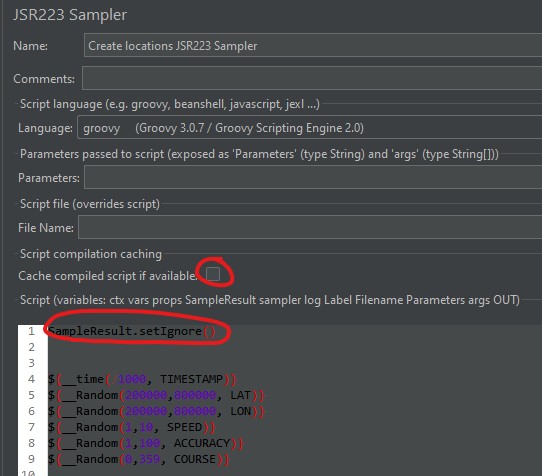 JSR223 Sampler
Name: Create locations JSR223 Sampler
Comments:
Script language (e.g. groovy, beanshell, javascript, jexl ...)
Language: groovy (Groovy 3.0.7 / Groovy Scripting Engine 2.0)
Parameters passed to script (exposed as 'Parameters' (type String) and 'args' (type String[]))
Parameters:
Script file (overrides script)
File Name:
Script compilation caching
Cache compiled script if available:
Script (variables: ctx vars props SampleResult sampler log Label Filename Parameters args OUT)
1 SampleResult.setIgnore()
2
3
4 ${__time( 1000, TIMESTAMP)}
5 ${__Random(200000,800000, LAT)}
6 ${__Random(200000,800000, LON)}
7 ${__Random(1,10, SPEED)}
8 ${__Random(1,100, ACCURACY)}
9 ${__Random(0,359, COURSE)}
10